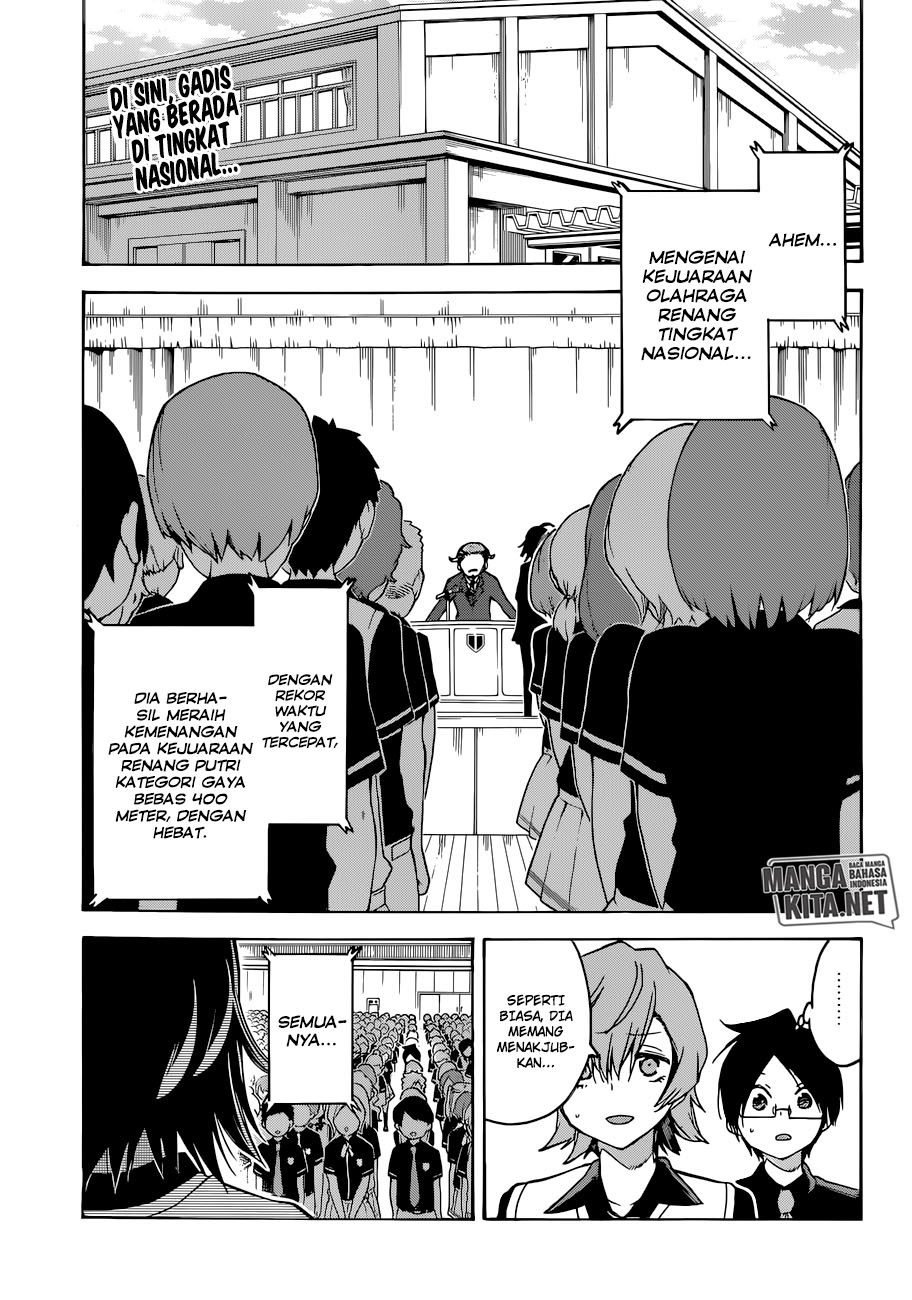 DI SINI, GADIS
YANG BERADA
DI TINGKAT
NASIONAL...
AHEM...
MENGENAI
KEJUARAAN
OLAHRAGA
RENANG
TINGKAT
NASIONAL...
DENGAN
REKOR
WAKTU
YANG
TERCEPAT,
DIA BERHA-
SIL MERAIH
KEMENANGAN
PADA KEJUARAAN
RENANG PUTRI
KATEGORI GAYA
BEBAS 400
METER, DENGAN
HEBAT.
MANGA
KITA.NET
BACA MANGA
BAHASA
INDONESIA
..........
SEPERTI
BIASA, DIA
MEMANG
MENAKJUB-
KAN...
SEMUA-
NYA...